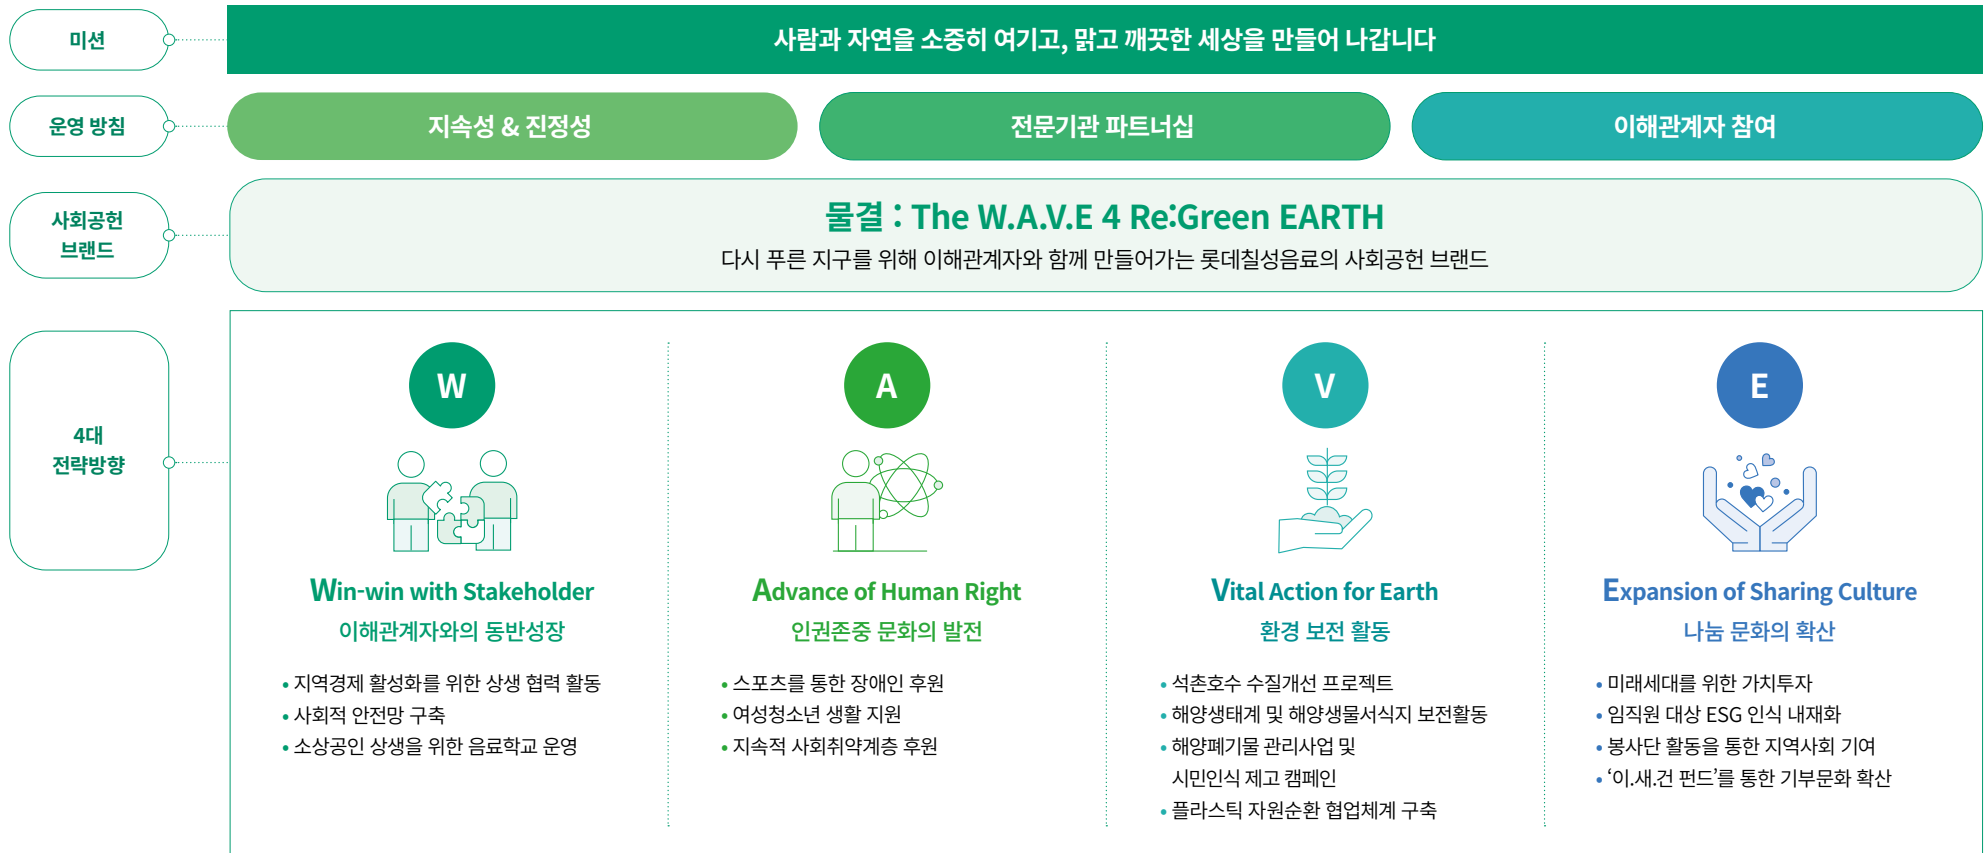 미션
사람과 자연을 소중히 여기고, 맑고 깨끗한 세상을 만들어 나갑니다
운영 방침
지속성 & 진정성
전문기관 파트너십
이해관계자 참여
사회공헌
브랜드
물결 : The W.A.V.E 4 Re:Green EARTH
다시 푸른 지구를 위해 이해관계자와 함께 만들어가는 롯데칠성음료의 사회공헌 브랜드
4대
전략방향
W
Win-win with Stakeholder
이해관계자와의 동반성장
• 지역경제 활성화를 위한 상생 협력 활동
• 사회적 안전망 구축
• 소상공인 상생을 위한 음료학교 운영
A
Advance of Human Right
인권존중 문화의 발전
• 스포츠를 통한 장애인 후원
• 여성청소년 생활 지원
• 지속적 사회취약계층 후원
V
Vital Action for Earth
환경 보전 활동
• 석촌호수 수질개선 프로젝트
• 해양생태계 및 해양생물서식지 보전활동
• 해양폐기물 관리사업 및
시민인식 제고 캠페인
• 플라스틱 자원순환 협업체계 구축
E
Expansion of Sharing Culture
나눔 문화의 확산
• 미래세대를 위한 가치투자
• 임직원 대상 ESG 인식 내재화
• 봉사단 활동을 통한 지역사회 기여
• ‘이.새.건 펀드’를 통한 기부문화 확산